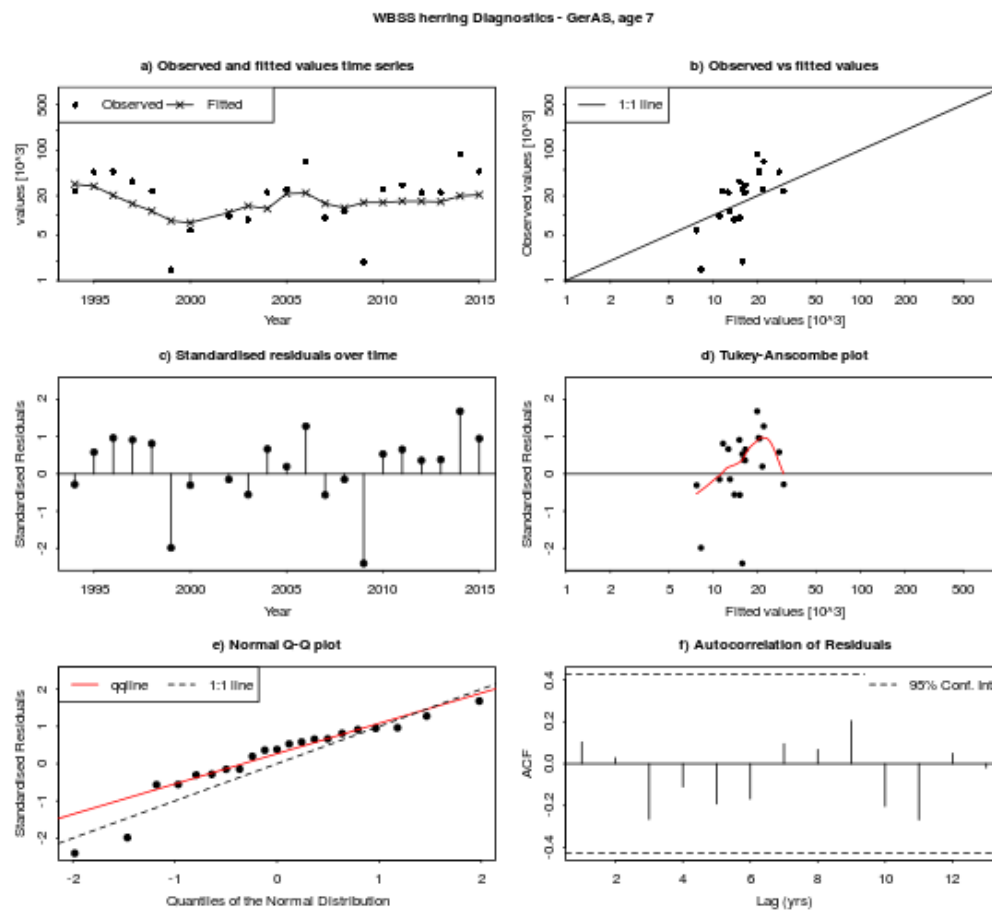 WBSS herring Diagnostics - GerAS, age 7
a) Observed and fitted values time series
Observed Fitted
values [10^3]
500
100
20
5
1
1995 2000 2005 2010 2015
Year
b) Observed vs fitted values
1:1 line
Observed values [10^3]
500
100
20
5
1
1 2 5 10 20 50 100 200 500
Fitted values [10^3]
c) Standardised residuals over time
Standardised Residuals
2
1
0
-1
-2
1995 2000 2005 2010 2015
Year
d) Tukey-Anscombe plot
Standardised Residuals
2
1
0
-1
-2
1 2 5 10 20 50 100 200 500
Fitted values [10^3]
e) Normal Q-Q plot
qqline 1:1 line
Standardised Residuals
2
1
0
-1
-2
-2 -1 0 1 2
Quantiles of the Normal Distribution
f) Autocorrelation of Residuals
95% Conf. Int
ACF
0.4
0.2
0.0
-0.2
-0.4
2 4 6 8 10 12
Lag (yrs)